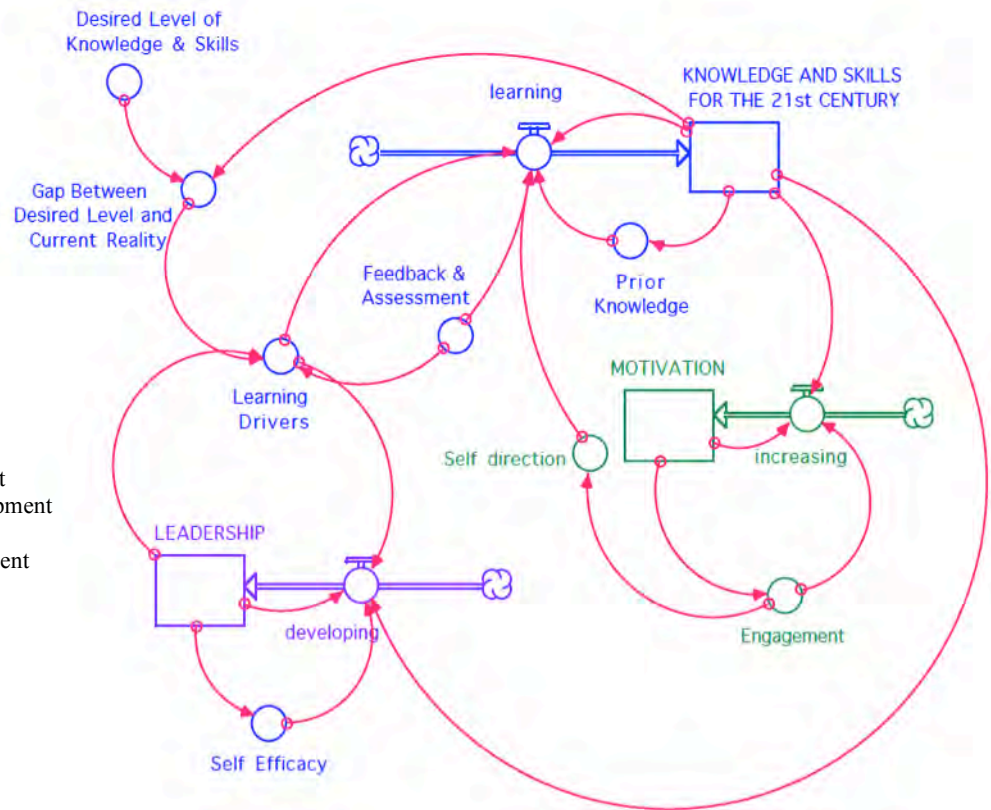 Desired Level of
Knowledge & Skills
learning
KNOWLEDGE AND SKILLS
FOR THE 21st CENTURY
Gap Between
Desired Level and
Current Reality
Feedback &
Assessment
Prior
Knowledge
Learning
Drivers
MOTIVATION
increasing
Self direction
LEADERSHIP
developing
Engagement
Self Efficacy